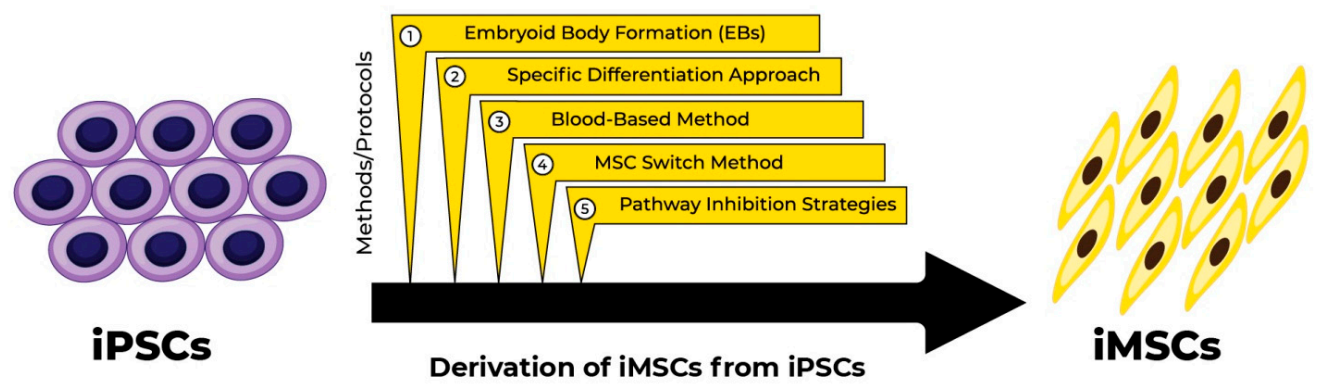 Methods/Protocols
1 Embryoid Body Formation (EBs)
2 Specific Differentiation Approach
3 Blood-Based Method
4 MSC Switch Method
5 Pathway Inhibition Strategies
iPSCs
Derivation of iMSCs from iPSCs
iMSCs